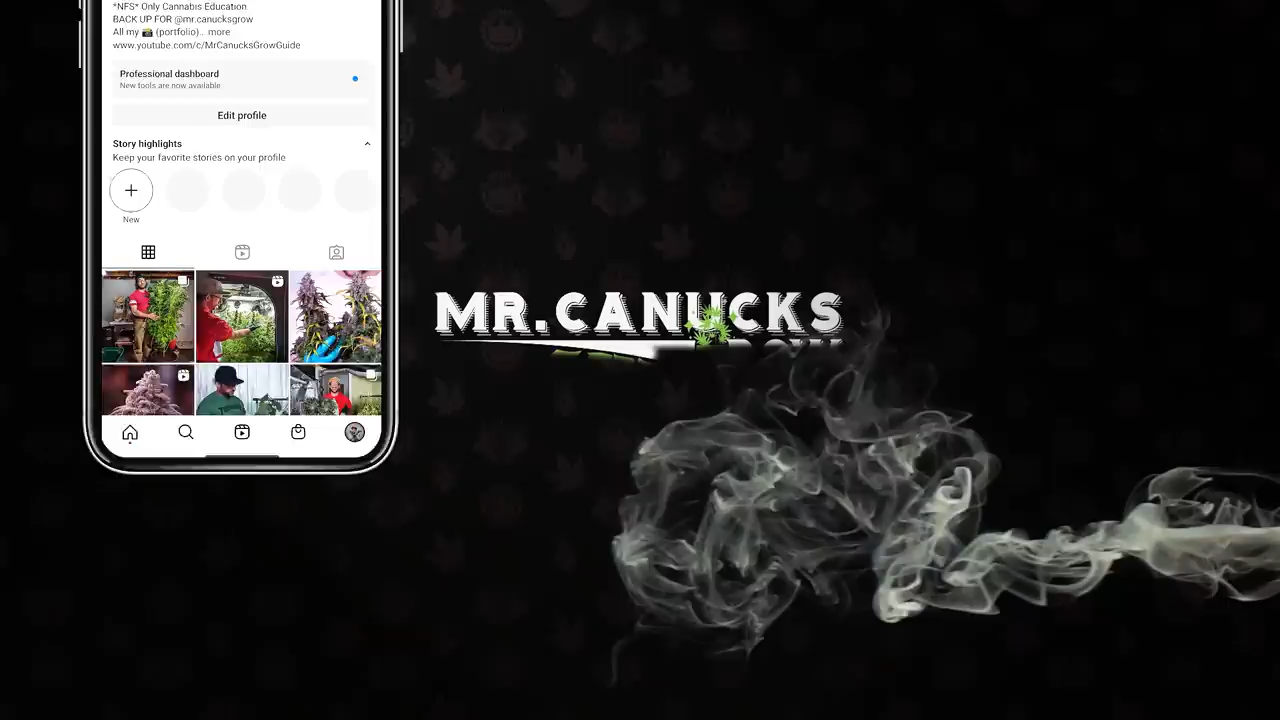 *NFS* Only Cannabis Education
BACK UP FOR @mr.canucksgrow
All my 📸 (portfolio)... more
www.youtube.com/c/MrCanucksGrowGuide
Professional dashboard
New tools are now available
Edit profile
Story highlights
Keep your favorite stories on your profile
New
MR.CANUCKS